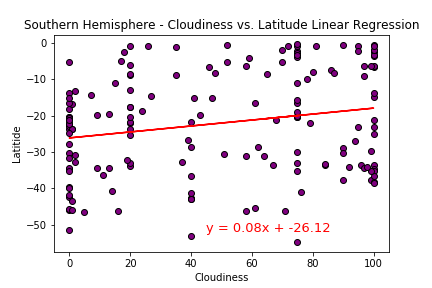 Southern Hemisphere - Cloudiness vs. Latitude Linear Regression
0
−10
−20
−30
−40
−50
Latitide
y = 0.08x + -26.12
0 20 40 60 80 100
Cloudiness